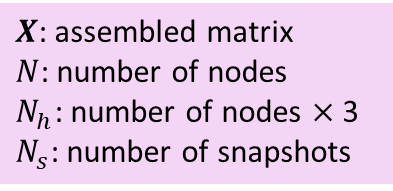 X: assembled matrix
N: number of nodes
Nₕ: number of nodes × 3
Nₛ: number of snapshots